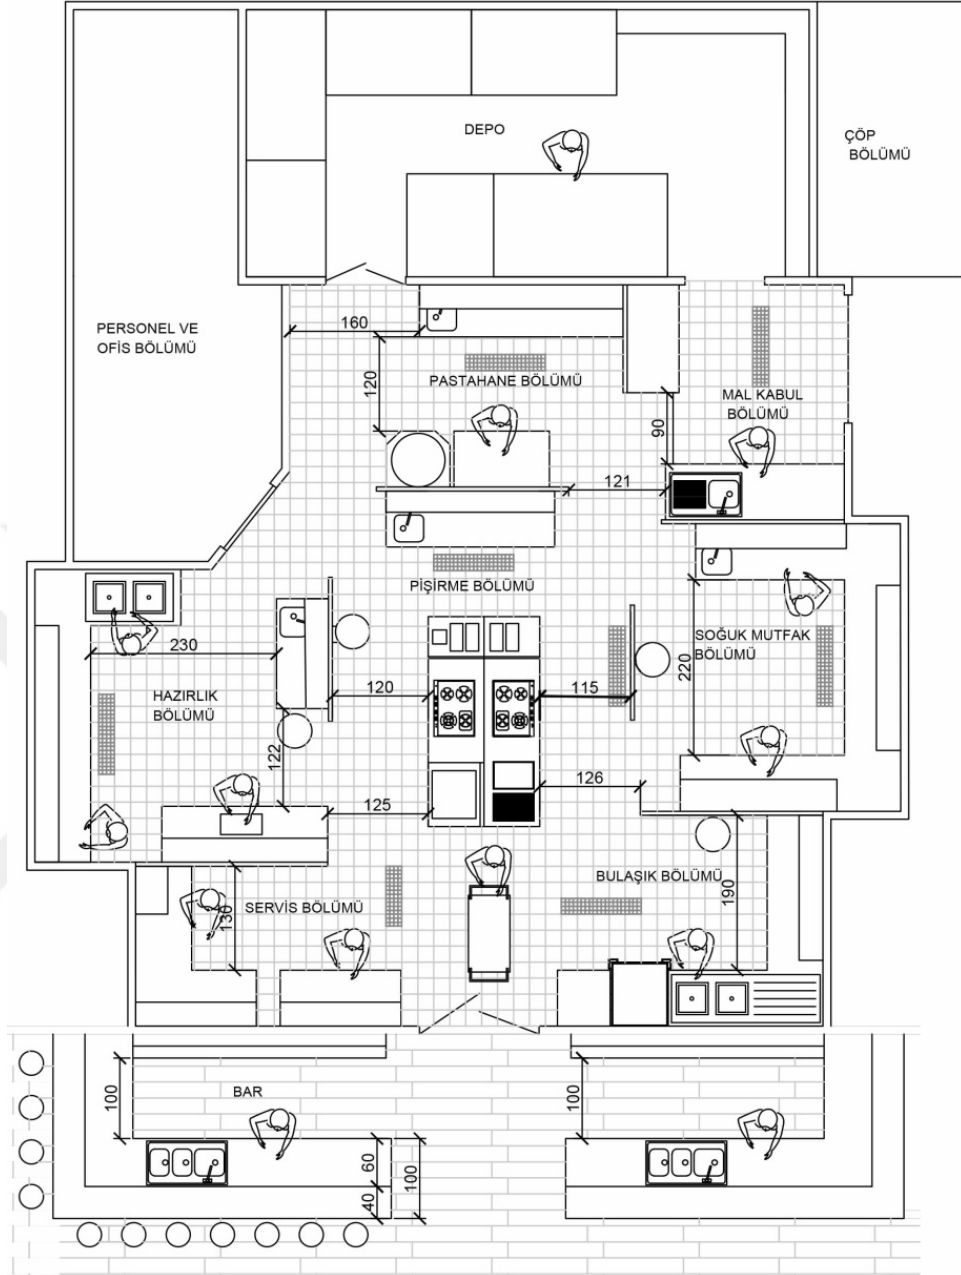 DEPO
ÇÖP
BÖLÜMÜ
PERSONEL VE
OFİS BÖLÜMÜ
160
120
PASTAHANE BÖLÜMÜ
MAL KABUL
BÖLÜMÜ
90
121
PİŞİRME BÖLÜMÜ
230
SOĞUK MUTFAK
BÖLÜMÜ
220
HAZIRLIK
BÖLÜMÜ
120
115
122
125
126
BULAŞIK BÖLÜMÜ
190
SERVİS BÖLÜMÜ
130
BAR
100
100
60
40
100